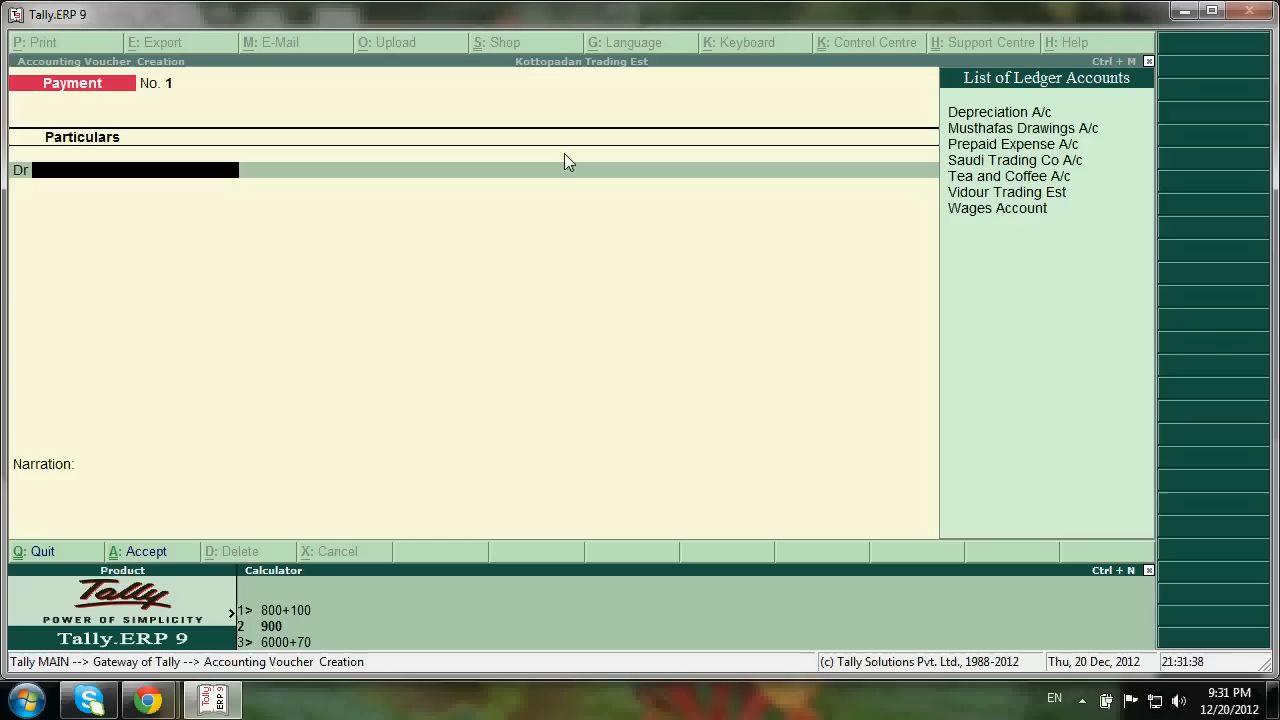 Tally.ERP 9
P: Print E: Export M: E-Mail O: Upload S: Shop G: Language K: Keyboard K: Control Centre H: Support Centre H: Help
Accounting Voucher Creation Kottopadan Trading Est Ctrl + M
Payment No. 1
List of Ledger Accounts
Particulars
Dr
Depreciation A/c
Musthafas Drawings A/c
Prepaid Expense A/c
Saudi Trading Co A/c
Tea and Coffee A/c
Vidour Trading Est
Wages Account
Narration:
Q: Quit A: Accept D: Delete X: Cancel
Product Calculator Ctrl + N
Tally
POWER OF SIMPLICITY
Tally.ERP 9
1> 800+100
2 900
3> 6000+70
Tally MAIN --> Gateway of Tally --> Accounting Voucher Creation (c) Tally Solutions Pvt. Ltd., 1988-2012 Thu, 20 Dec, 2012 21:31:38
Tally ERP 9
EN 9:31 PM
12/20/2012